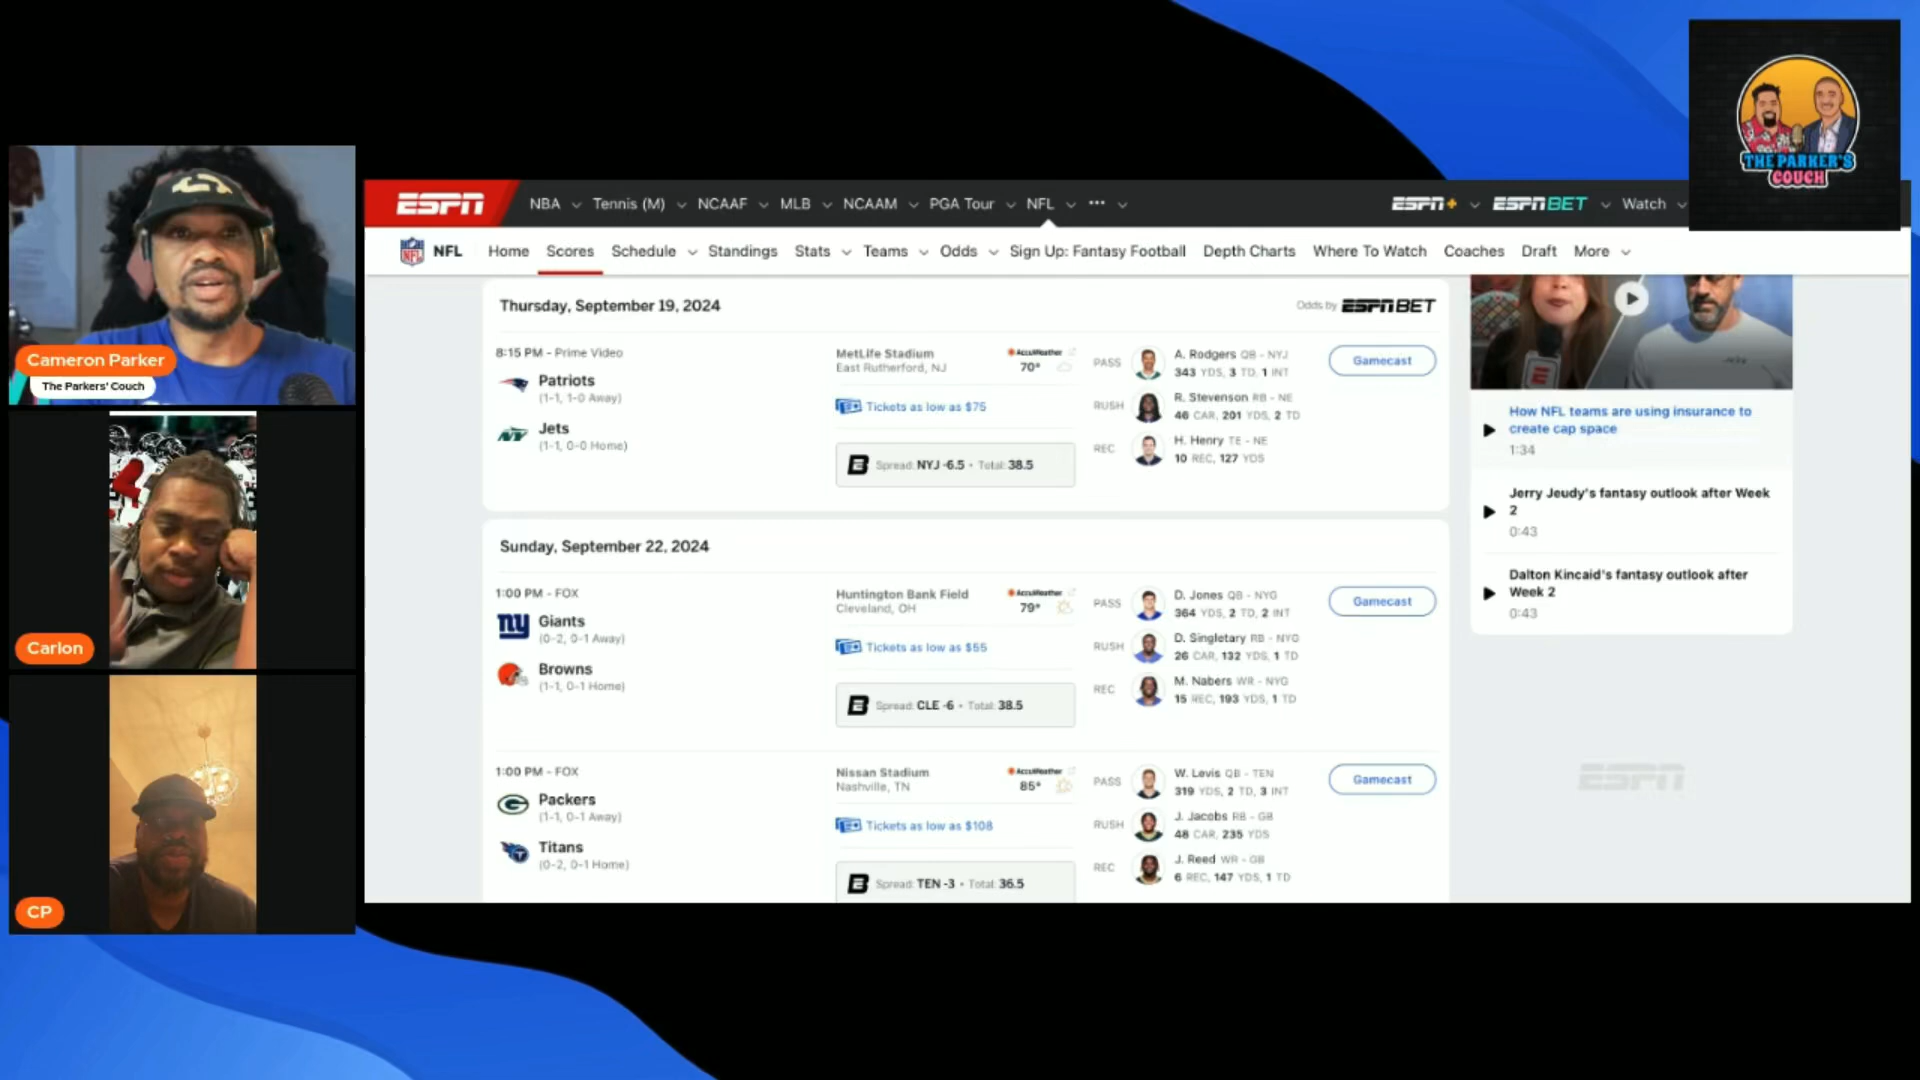 THE PARKER'S
COUCH
Cameron Parker
The Parkers' Couch
Carlon
CP
ESPN NBA Tennis (M) NCAAF MLB NCAAM PGA Tour NFL ••• ESPN+ ESPN BET Watch
NFL NFL Home Scores Schedule Standings Stats Teams Odds Sign Up: Fantasy Football Depth Charts Where To Watch Coaches Draft More
Thursday, September 19, 2024 Odds by ESPN BET
8:15 PM - Prime Video
Patriots
(1-1, 1-0 Away)
NY Jets
(1-1, 0-0 Home)
MetLife Stadium
East Rutherford, NJ
AccuWeather
70°
Tickets as low as $75
Spread: NYJ -6.5 • Total: 38.5
PASS A. Rodgers QB - NYJ
343 YDS, 3 TD, 1 INT
RUSH R. Stevenson RB - NE
46 CAR, 201 YDS, 2 TD
REC H. Henry TE - NE
10 REC, 127 YDS
Gamecast
Sunday, September 22, 2024
1:00 PM - FOX
ny Giants
(0-2, 0-1 Away)
Browns
(1-1, 0-1 Home)
Huntington Bank Field
Cleveland, OH
AccuWeather
79°
Tickets as low as $55
Spread: CLE -6 • Total: 38.5
PASS D. Jones QB - NYG
364 YDS, 2 TD, 2 INT
RUSH D. Singletary RB - NYG
26 CAR, 132 YDS, 1 TD
REC M. Nabers WR - NYG
15 REC, 193 YDS, 1 TD
Gamecast
1:00 PM - FOX
G Packers
(1-1, 0-1 Away)
Titans
(0-2, 0-1 Home)
Nissan Stadium
Nashville, TN
AccuWeather
85°
Tickets as low as $108
Spread: TEN -3 • Total: 36.5
PASS W. Levis QB - TEN
319 YDS, 2 TD, 3 INT
RUSH J. Jacobs RB - GB
48 CAR, 235 YDS
REC J. Reed WR - GB
6 REC, 147 YDS, 1 TD
Gamecast
How NFL teams are using insurance to
create cap space
1:34
Jerry Jeudy's fantasy outlook after Week
2
0:43
Dalton Kincaid's fantasy outlook after
Week 2
0:43
ESPN